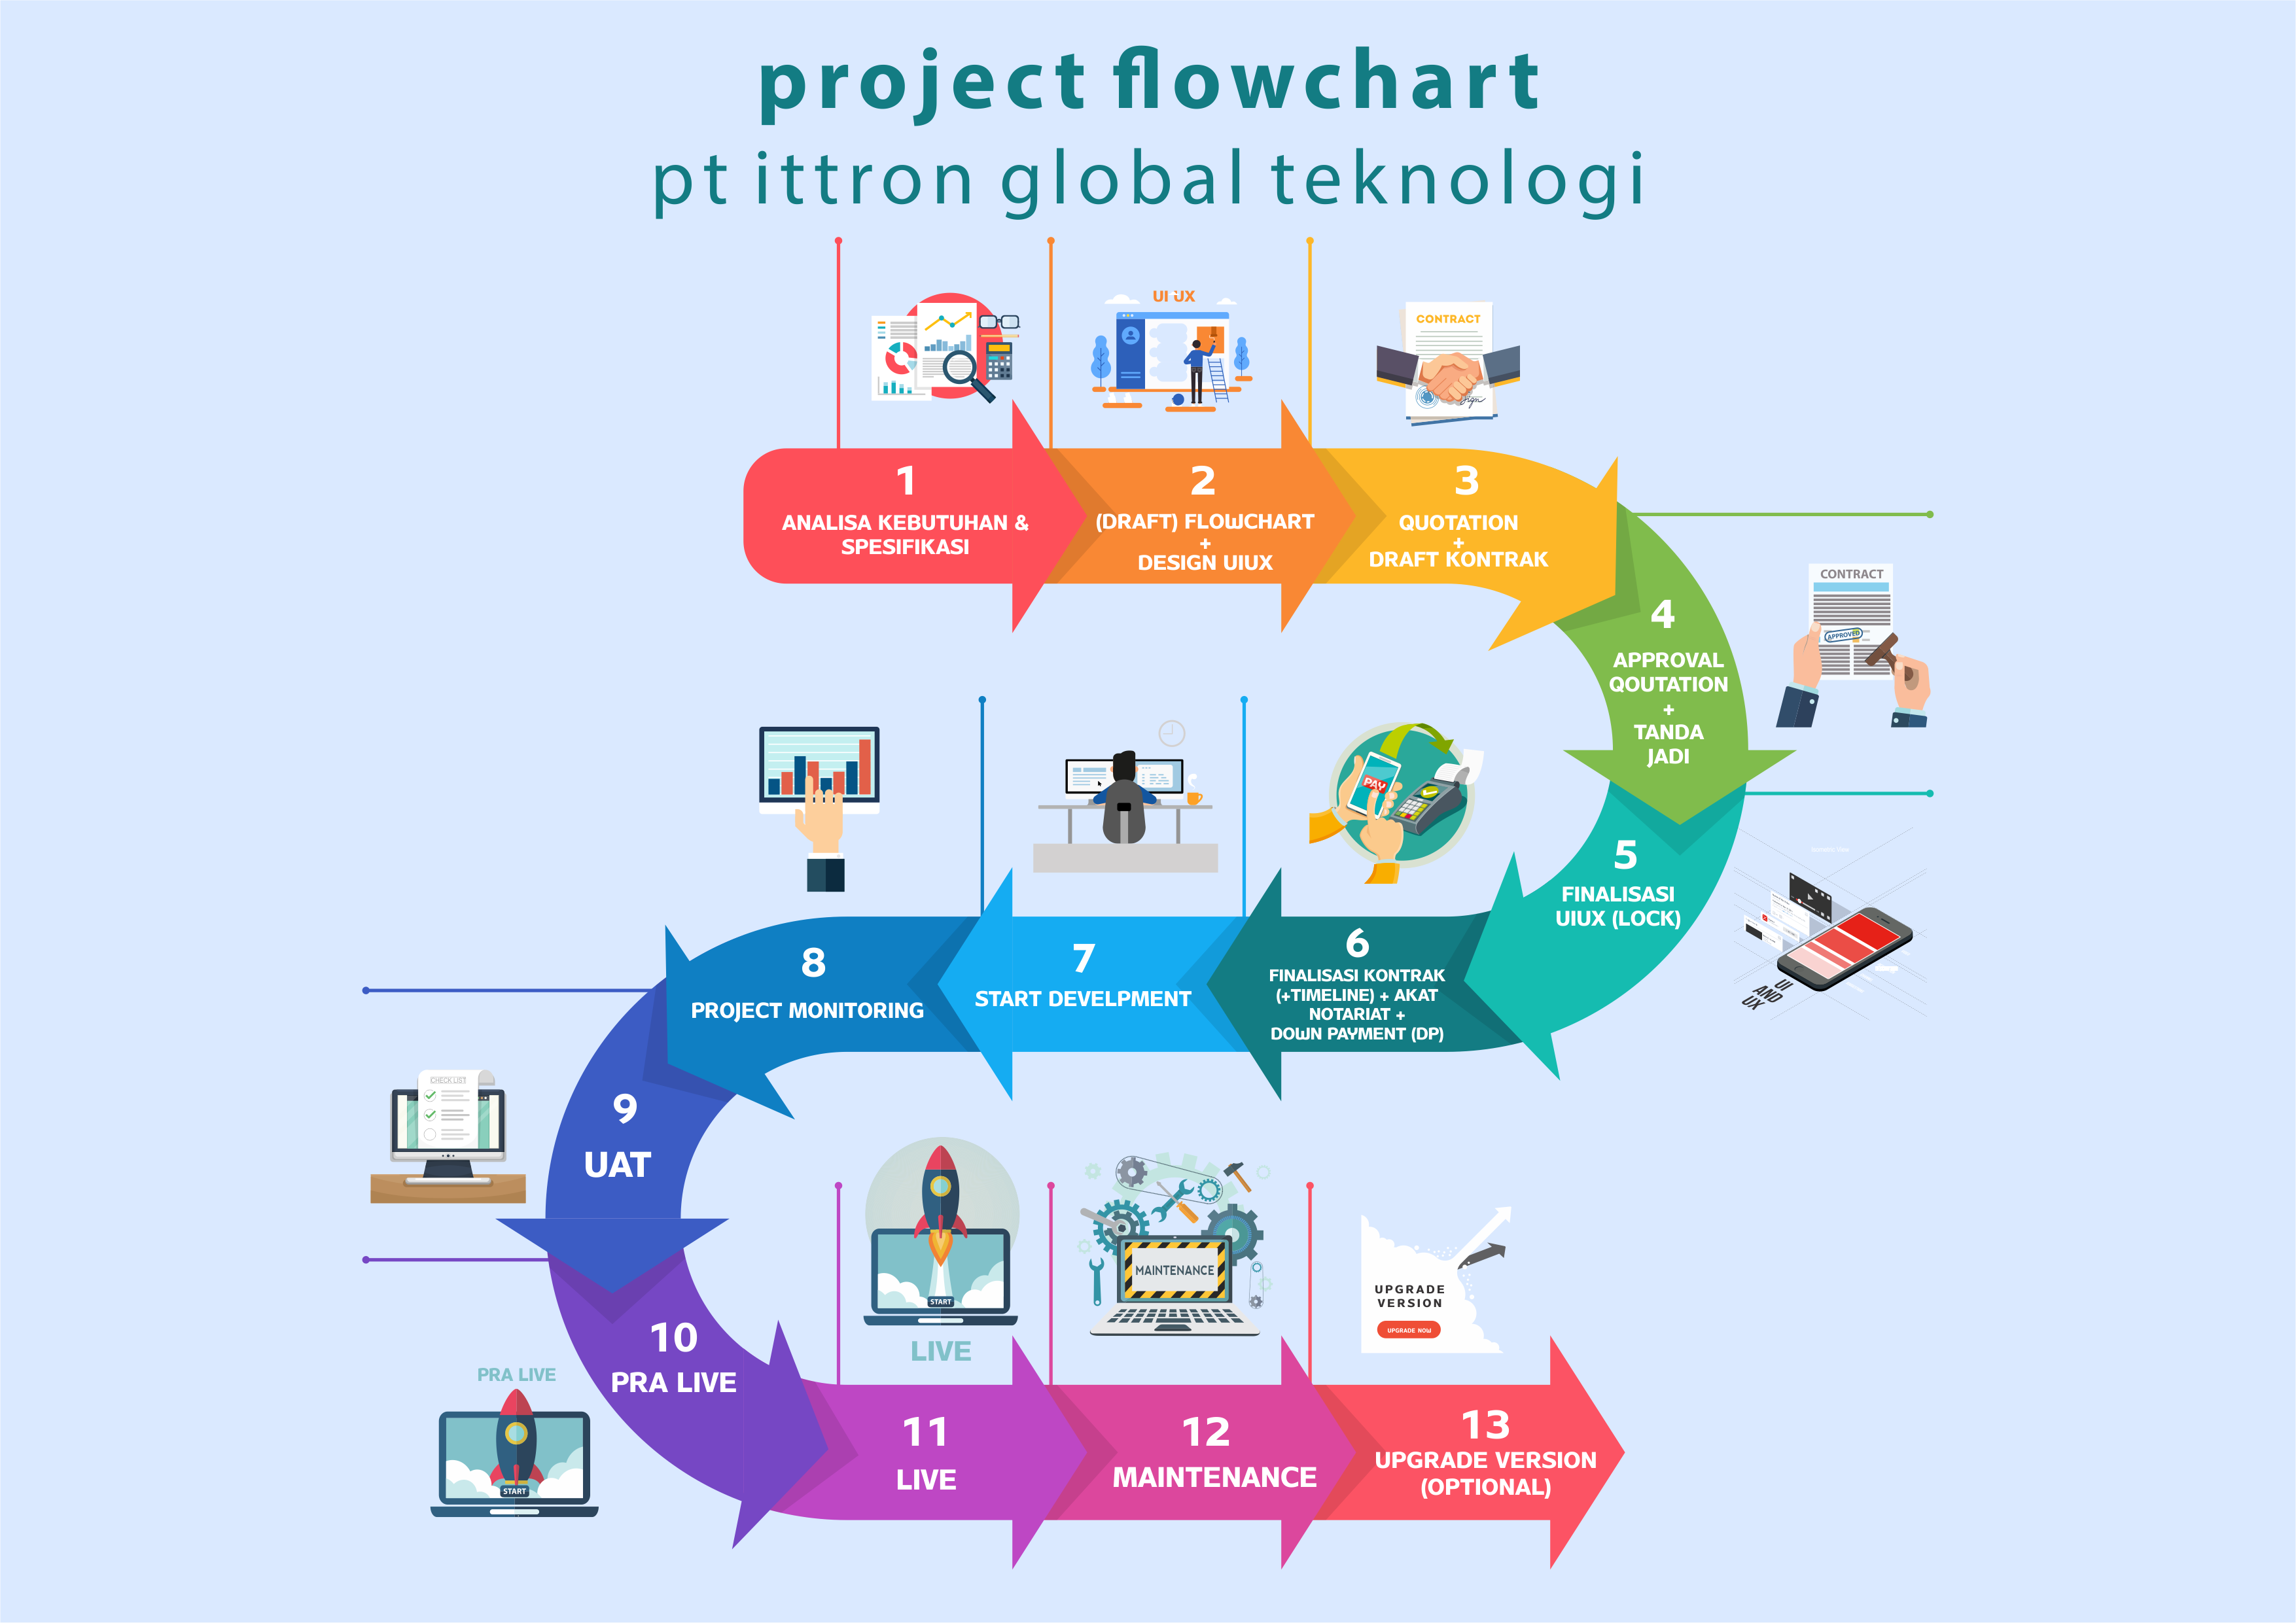 project flowchart
pt ittron global teknologi
UI UX
CONTRACT
Sign
1
ANALISA KEBUTUHAN &
SPESIFIKASI
2
(DRAFT) FLOWCHART
+
DESIGN UIUX
3
QUOTATION
+
DRAFT KONTRAK
4
APPROVAL
QOUTATION
+
TANDA
JADI
CONTRACT
APPROVED
5
FINALISASI
UIUX (LOCK)
UI
AND
UX
PAY
6
FINALISASI KONTRAK
(+TIMELINE) + AKAT
NOTARIAT +
DOWN PAYMENT (DP)
7
START DEVELPMENT
8
PROJECT MONITORING
CHECKLIST
9
UAT
10
PRA LIVE
PRA LIVE
START
START
LIVE
11
LIVE
MAINTENANCE
12
MAINTENANCE
UPGRADE
VERSION
UPGRADE NOW
13
UPGRADE VERSION
(OPTIONAL)